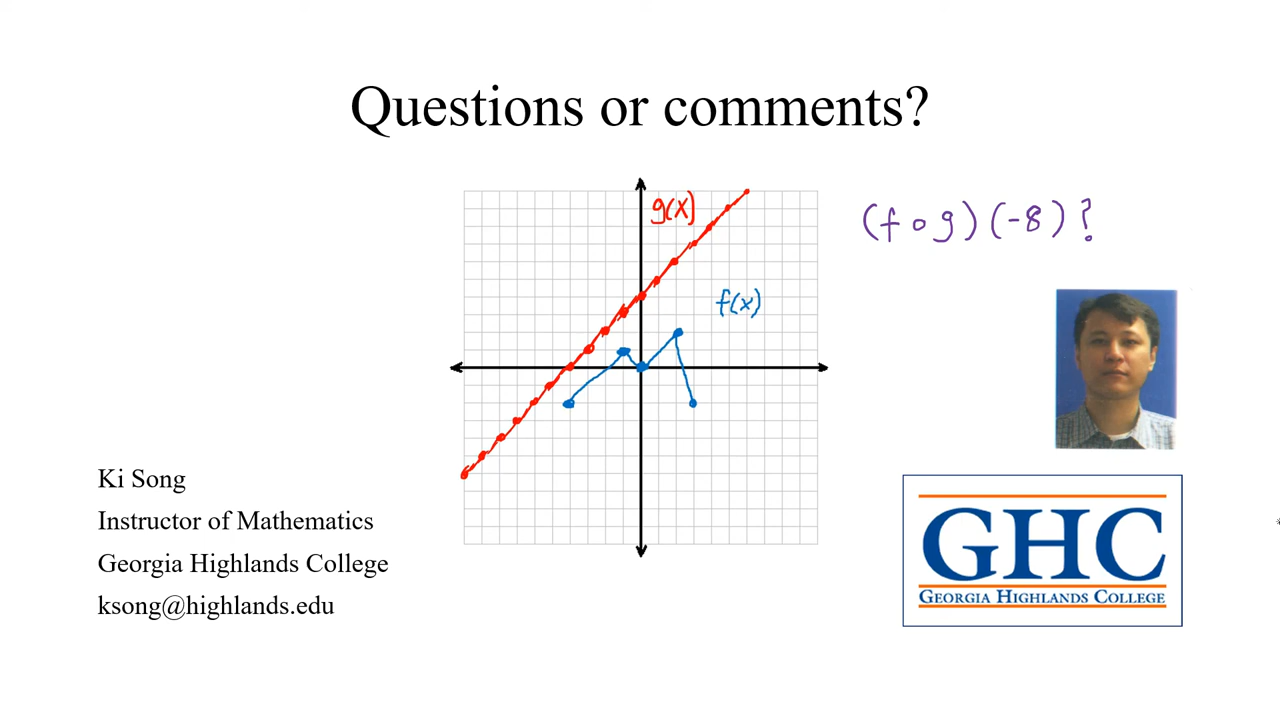 Questions or comments?
g(x)
(f o g)(-8)?
f(x)
Ki Song
Instructor of Mathematics
Georgia Highlands College
ksong@highlands.edu
GHC
GEORGIA HIGHLANDS COLLEGE